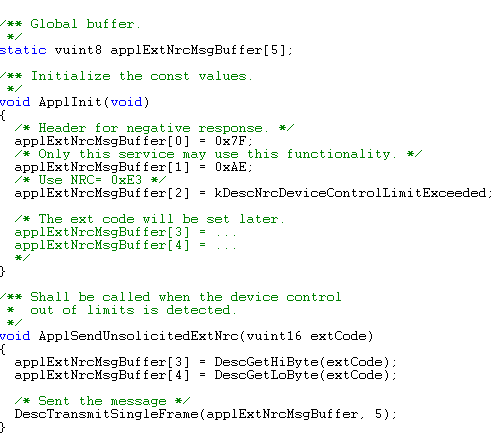 /** Global buffer.
 */
static vuint8 applExtNrcMsgBuffer[5];

/** Initialize the const values.
 */
void ApplInit(void)
{
  /* Header for negative response. */
  applExtNrcMsgBuffer[0] = 0x7F;
  /* Only this service may use this functionality. */
  applExtNrcMsgBuffer[1] = 0xAE;
  /* Use NRC= 0xE3 */
  applExtNrcMsgBuffer[2] = kDescNrcDeviceControlLimitExceeded;

  /* The ext code will be set later.
  applExtNrcMsgBuffer[3] = ...
  applExtNrcMsgBuffer[4] = ...
  */
}

/** Shall be called when the device control
 *  out of limits is detected.
 */
void ApplSendUnsolicitedExtNrc(vuint16 extCode)
{
  applExtNrcMsgBuffer[3] = DescGetHiByte(extCode);
  applExtNrcMsgBuffer[4] = DescGetLoByte(extCode);

  /* Sent the message */
  DescTransmitSingleFrame(applExtNrcMsgBuffer, 5);
}